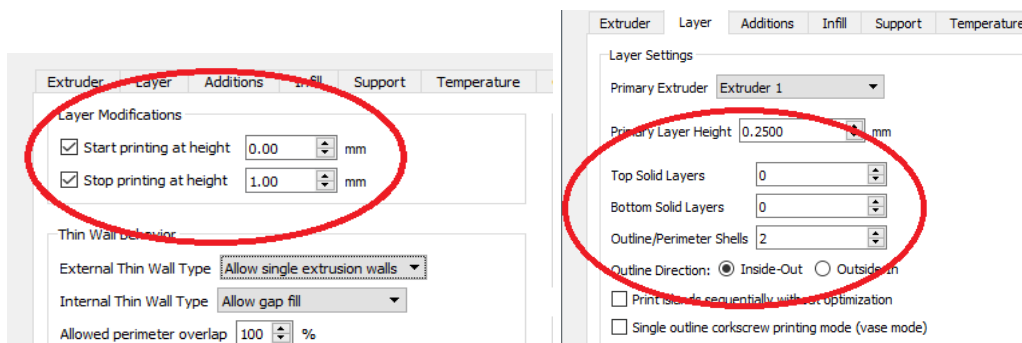 Extruder Layer Additions Infill Support Temperature
Layer Modifications
Start printing at height 0.00 mm
Stop printing at height 1.00 mm
Thin Wall Behavior
External Thin Wall Type Allow single extrusion walls
Internal Thin Wall Type Allow gap fill
Allowed perimeter overlap 100 %
Extruder Layer Additions Infill Support Temperature
Layer Settings
Primary Extruder Extruder 1
Primary Layer Height 0.2500 mm
Top Solid Layers 0
Bottom Solid Layers 0
Outline/Perimeter Shells 2
Outline Direction: Inside-Out Outside-In
Print islands sequentially without optimization
Single outline corkscrew printing mode (vase mode)